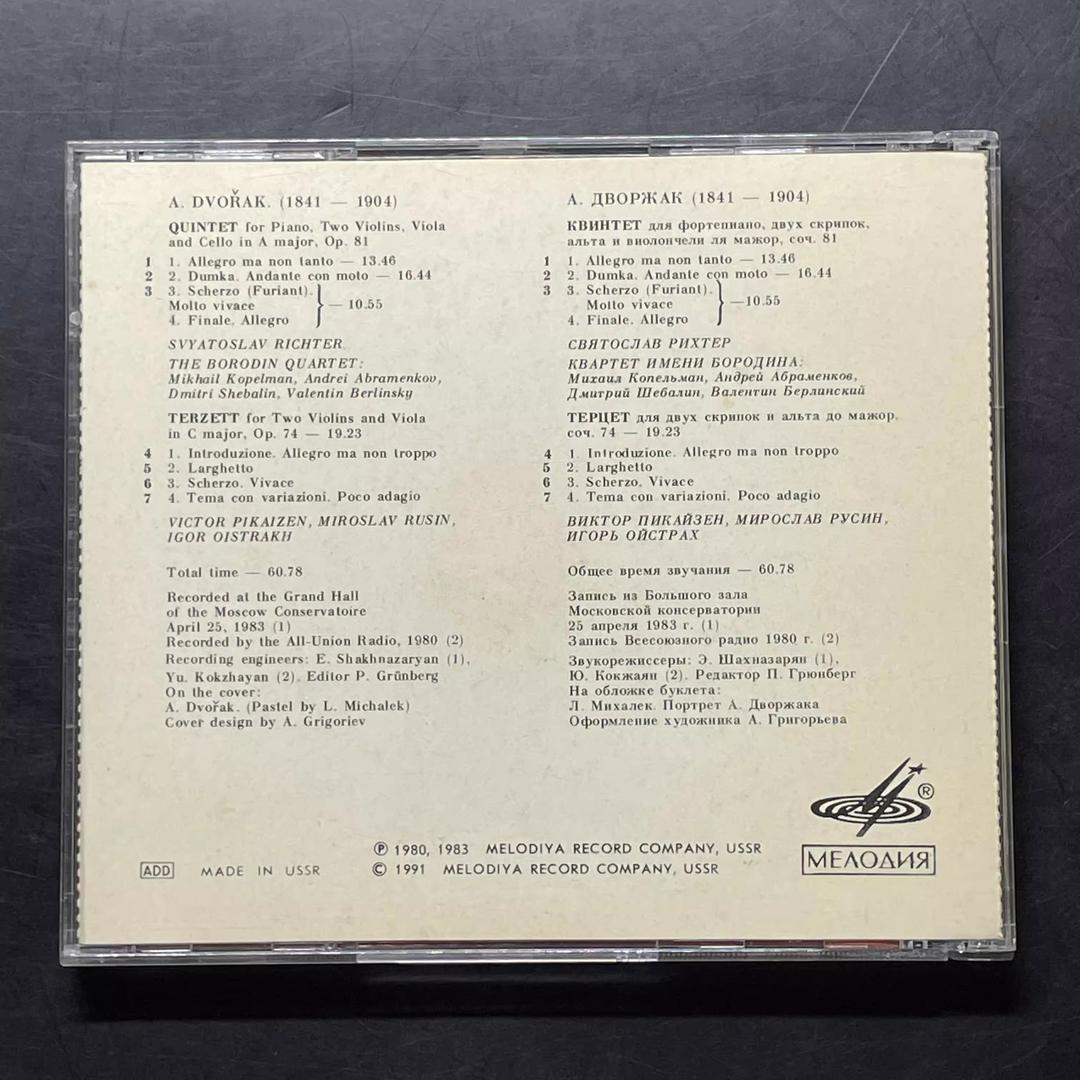 A. DVOŘAK. (1841 — 1904)
QUINTET for Piano, Two Violins, Viola
and Cello in A major, Op. 81
1 1. Allegro ma non tanto — 13.46
2 2. Dumka. Andante con moto — 16.44
3 3. Scherzo (Furiant).
Molto vivace
— 10.55
4. Finale. Allegro
SVYATOSLAV RICHTER
THE BORODIN QUARTET:
Mikhail Kopelman, Andrei Abramenkov,
Dmitri Shebalin, Valentin Berlinsky
TERZETT for Two Violins and Viola
in C major, Op. 74 — 19.23
4 1. Introduzione. Allegro ma non troppo
5 2. Larghetto
6 3. Scherzo. Vivace
7 4. Tema con variazioni. Poco adagio
VICTOR PIKAIZEN, MIROSLAV RUSIN,
IGOR OISTRAKH
Total time — 60.78
Recorded at the Grand Hall
of the Moscow Conservatoire
April 25, 1983 (1)
Recorded by the All-Union Radio, 1980 (2)
Recording engineers: E. Shakhnazaryan (1),
Yu. Kokzhayan (2). Editor P. Grünberg
On the cover:
A. Dvořak. (Pastel by L. Michalek)
Cover design by A. Grigoriev
А. ДВОРЖАК (1841 — 1904)
КВИНТЕТ для фортепиано, двух скрипок,
альта и виолончели ля мажор, соч. 81
1 1. Allegro ma non tanto — 13.46
2 2. Dumka. Andante con moto — 16.44
3 3. Scherzo (Furiant).
Molto vivace
—10.55
4. Finale. Allegro
СВЯТОСЛАВ РИХТЕР
КВАРТЕТ ИМЕНИ БОРОДИНА:
Михаил Копельман, Андрей Абраменков,
Дмитрий Шебалин, Валентин Берлинский
ТЕРЦЕТ для двух скрипок и альта до мажор,
соч. 74 — 19.23
4 1. Introduzione. Allegro ma non troppo
5 2. Larghetto
6 3. Scherzo. Vivace
7 4. Tema con variazioni. Poco adagio
ВИКТОР ПИКАЙЗЕН, МИРОСЛАВ РУСИН,
ИГОРЬ ОЙСТРАХ
Общее время звучания — 60.78
Запись из Большого зала
Московской консерватории
25 апреля 1983 г. (1)
Запись Всесоюзного радио 1980 г. (2)
Звукорежиссеры: Э. Шахназарян (1),
Ю. Кокжаян (2). Редактор П. Грюнберг
На обложке буклета:
Л. Михалек. Портрет А. Дворжака
Оформление художника А. Григорьева
®
МЕЛОДИЯ
℗ 1980, 1983 MELODIYA RECORD COMPANY, USSR
ADD MADE IN USSR © 1991 MELODIYA RECORD COMPANY, USSR